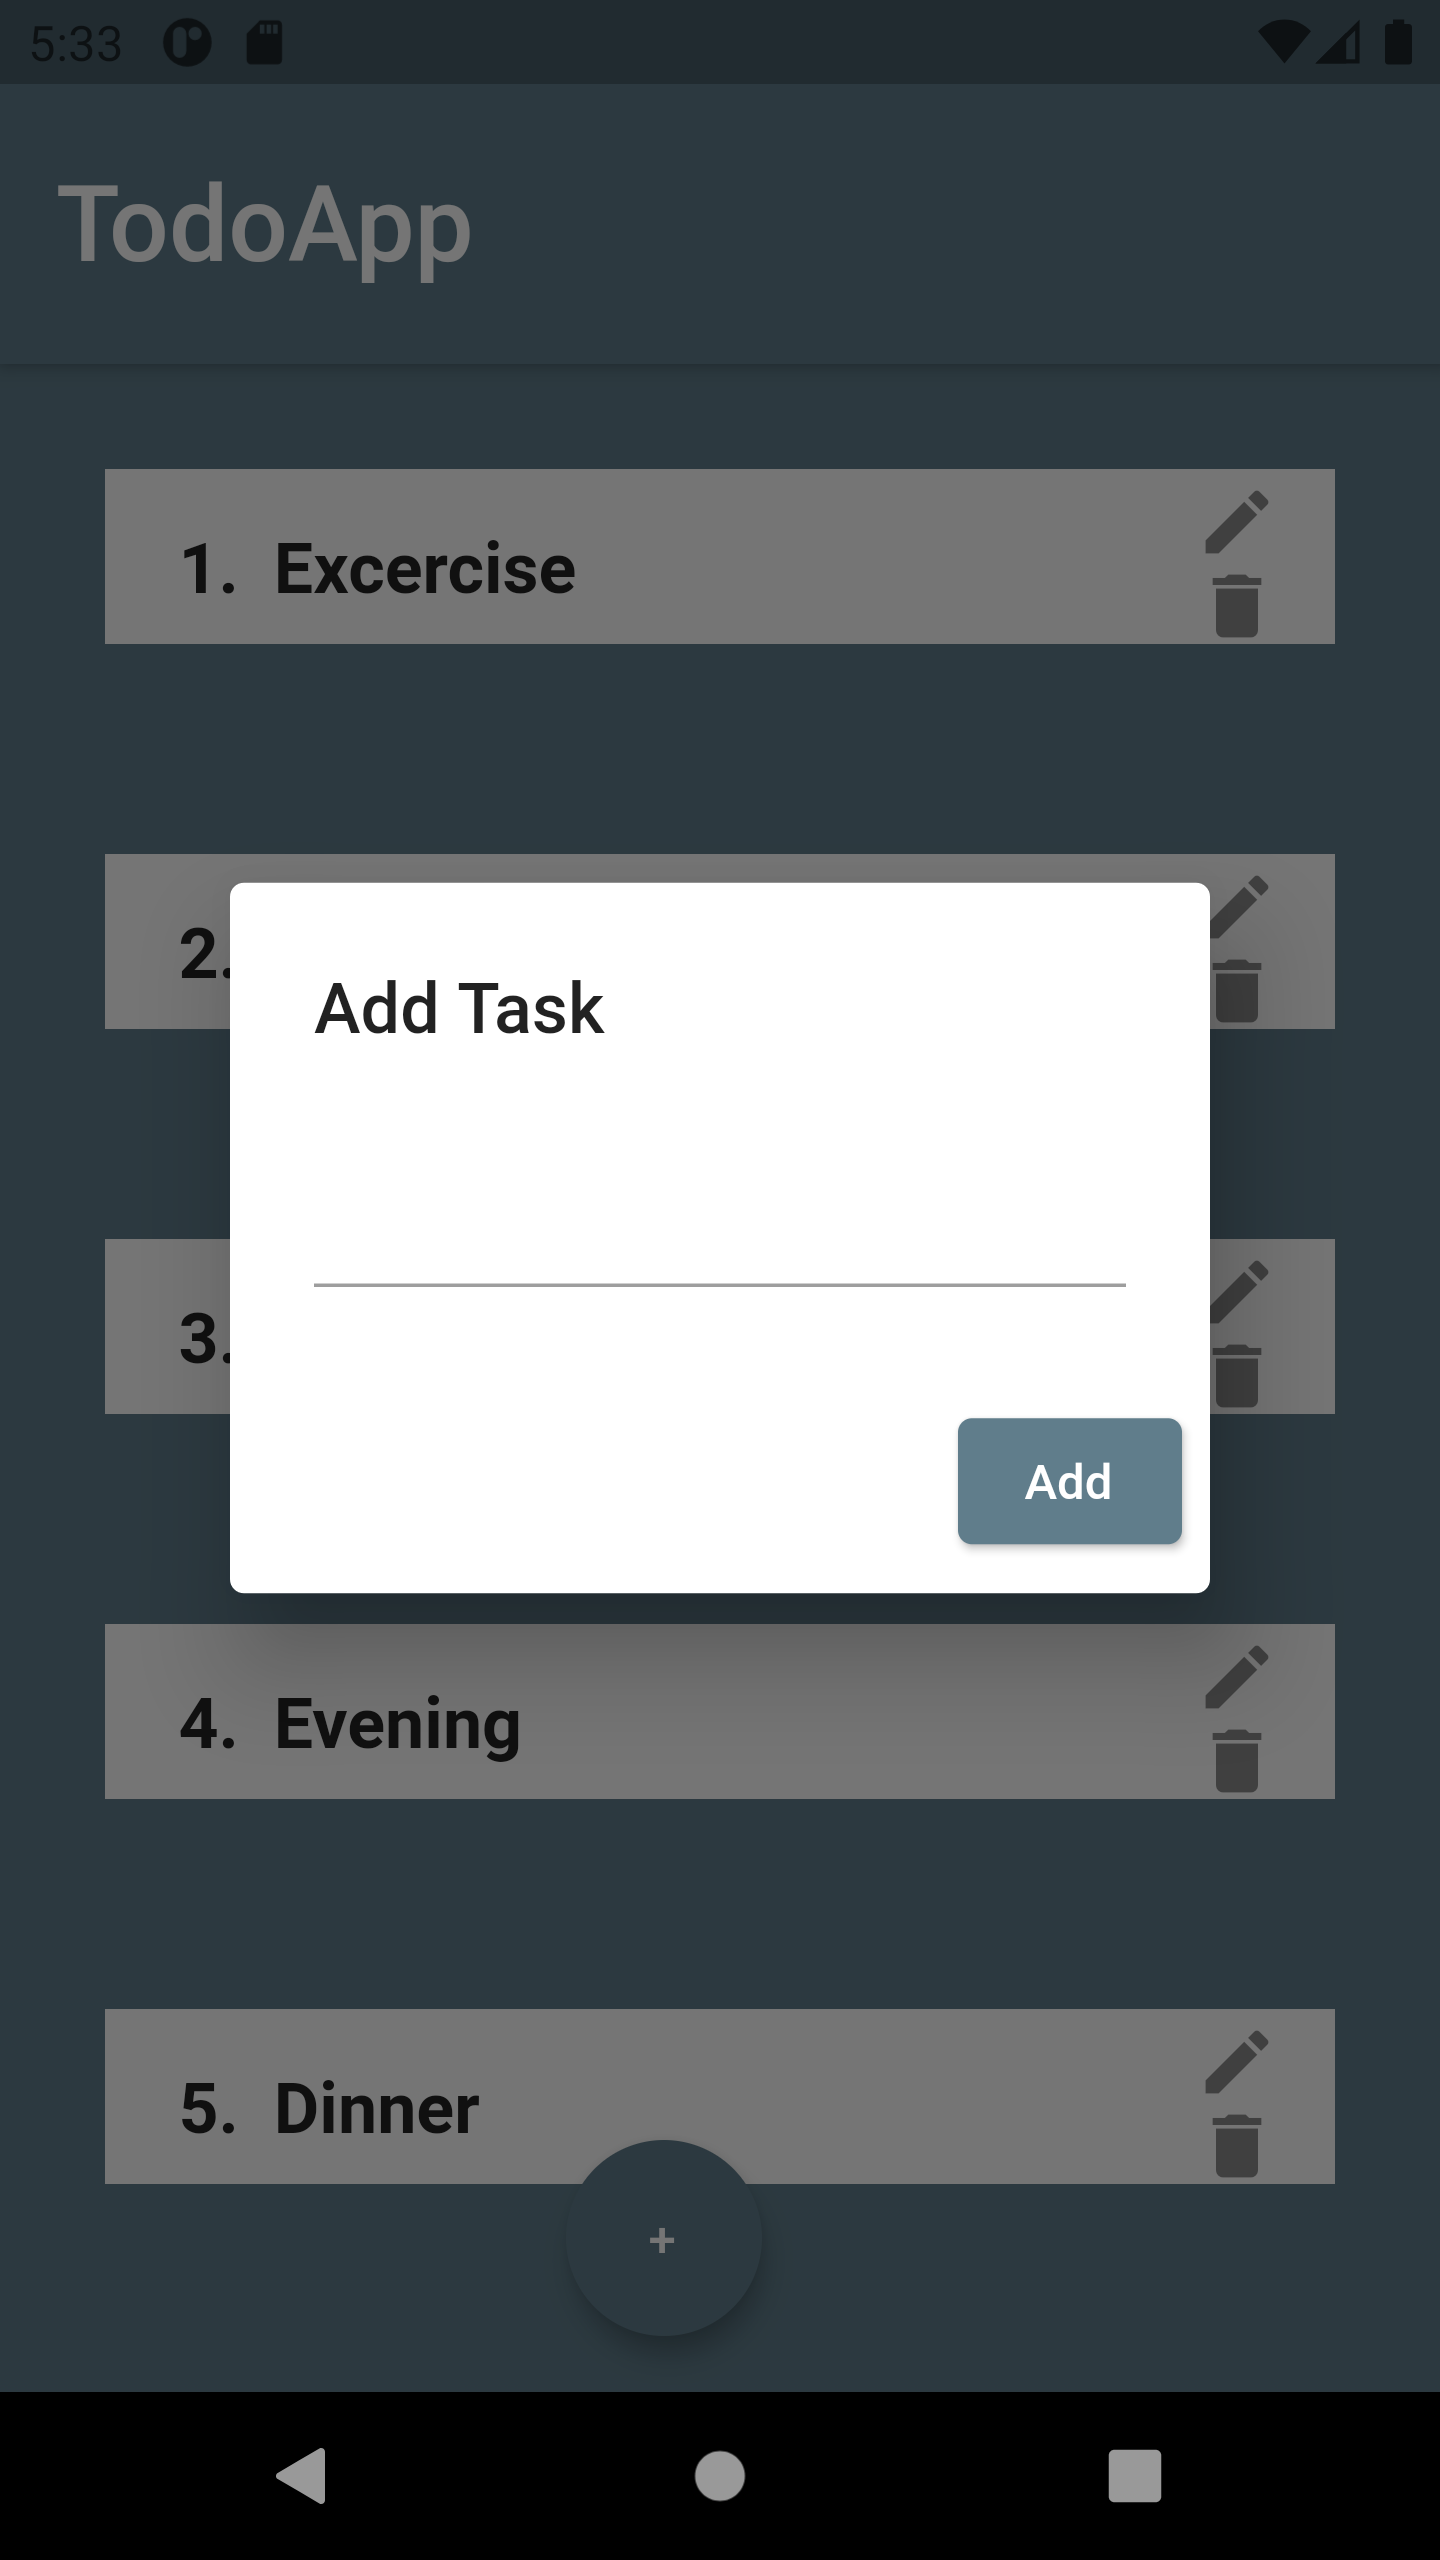 5:33
TodoApp
1. Excercise
2.
Add Task
3.
Add
4. Evening
5. Dinner
+